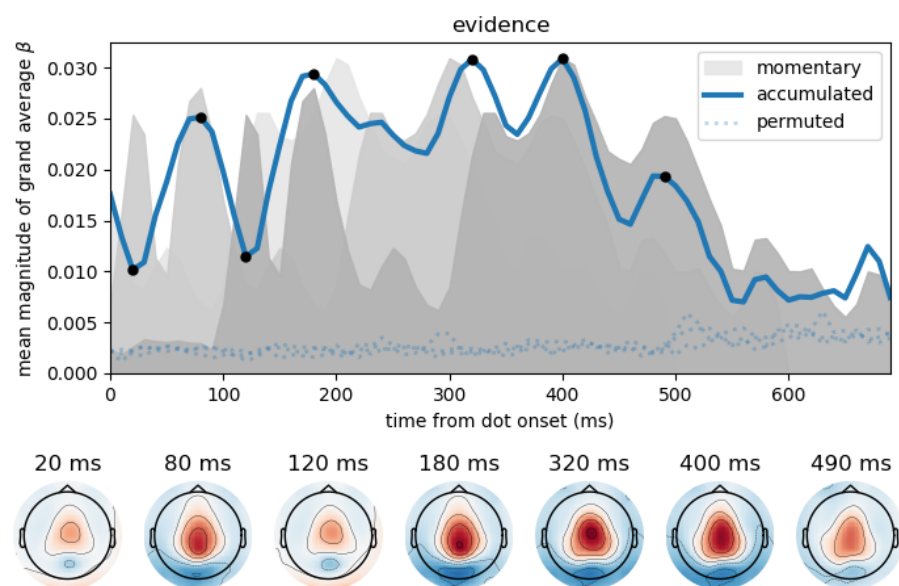 evidence
mean magnitude of grand average β
0.030
0.025
0.020
0.015
0.010
0.005
0.000
momentary
accumulated
permuted
0 100 200 300 400 500 600
time from dot onset (ms)
20 ms 80 ms 120 ms 180 ms 320 ms 400 ms 490 ms